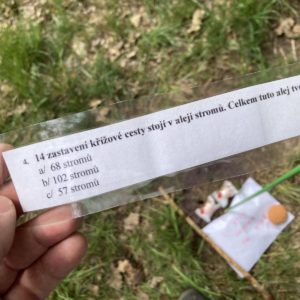 4. 14 zastavení křížové cesty stojí v aleji stromů. Celkem tuto alej
a/ 68 stromů
b/ 102 stromů
c/ 57 stromů